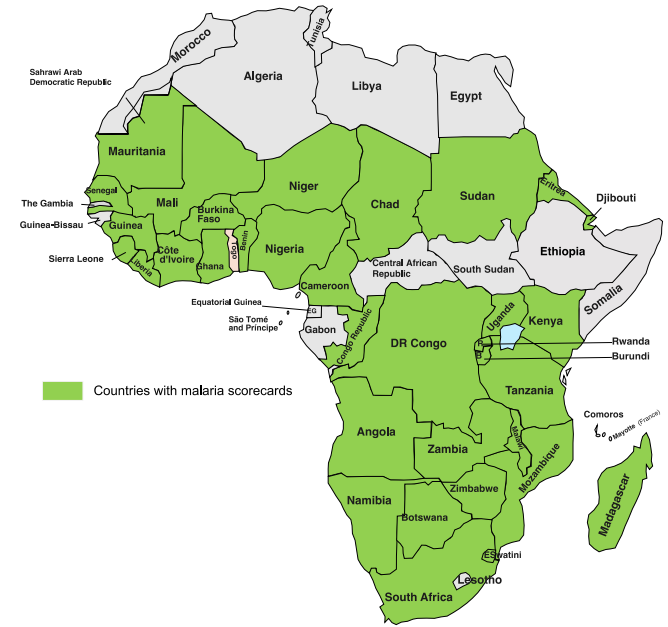 Morocco
Tunisia
Algeria
Libya
Egypt
Sahrawi Arab
Democratic Republic
Mauritania
Mali
Niger
Chad
Sudan
Eritrea
Djibouti
Senegal
The Gambia
Guinea-Bissau
Guinea
Sierra Leone
Liberia
Côte
d'Ivoire
Burkina
Faso
Ghana
Togo
Benin
Nigeria
Cameroon
Central African
Republic
South Sudan
Ethiopia
Somalia
Equatorial Guinea
EG
São Tomé
and Príncipe
Gabon
Congo Republic
DR Congo
Uganda
Kenya
R
Rwanda
B
Burundi
Tanzania
Countries with malaria scorecards
Comoros
Mayotte (France)
Angola
Zambia
Malawi
Mozambique
Madagascar
Zimbabwe
Namibia
Botswana
ESwatini
Lesotho
South Africa